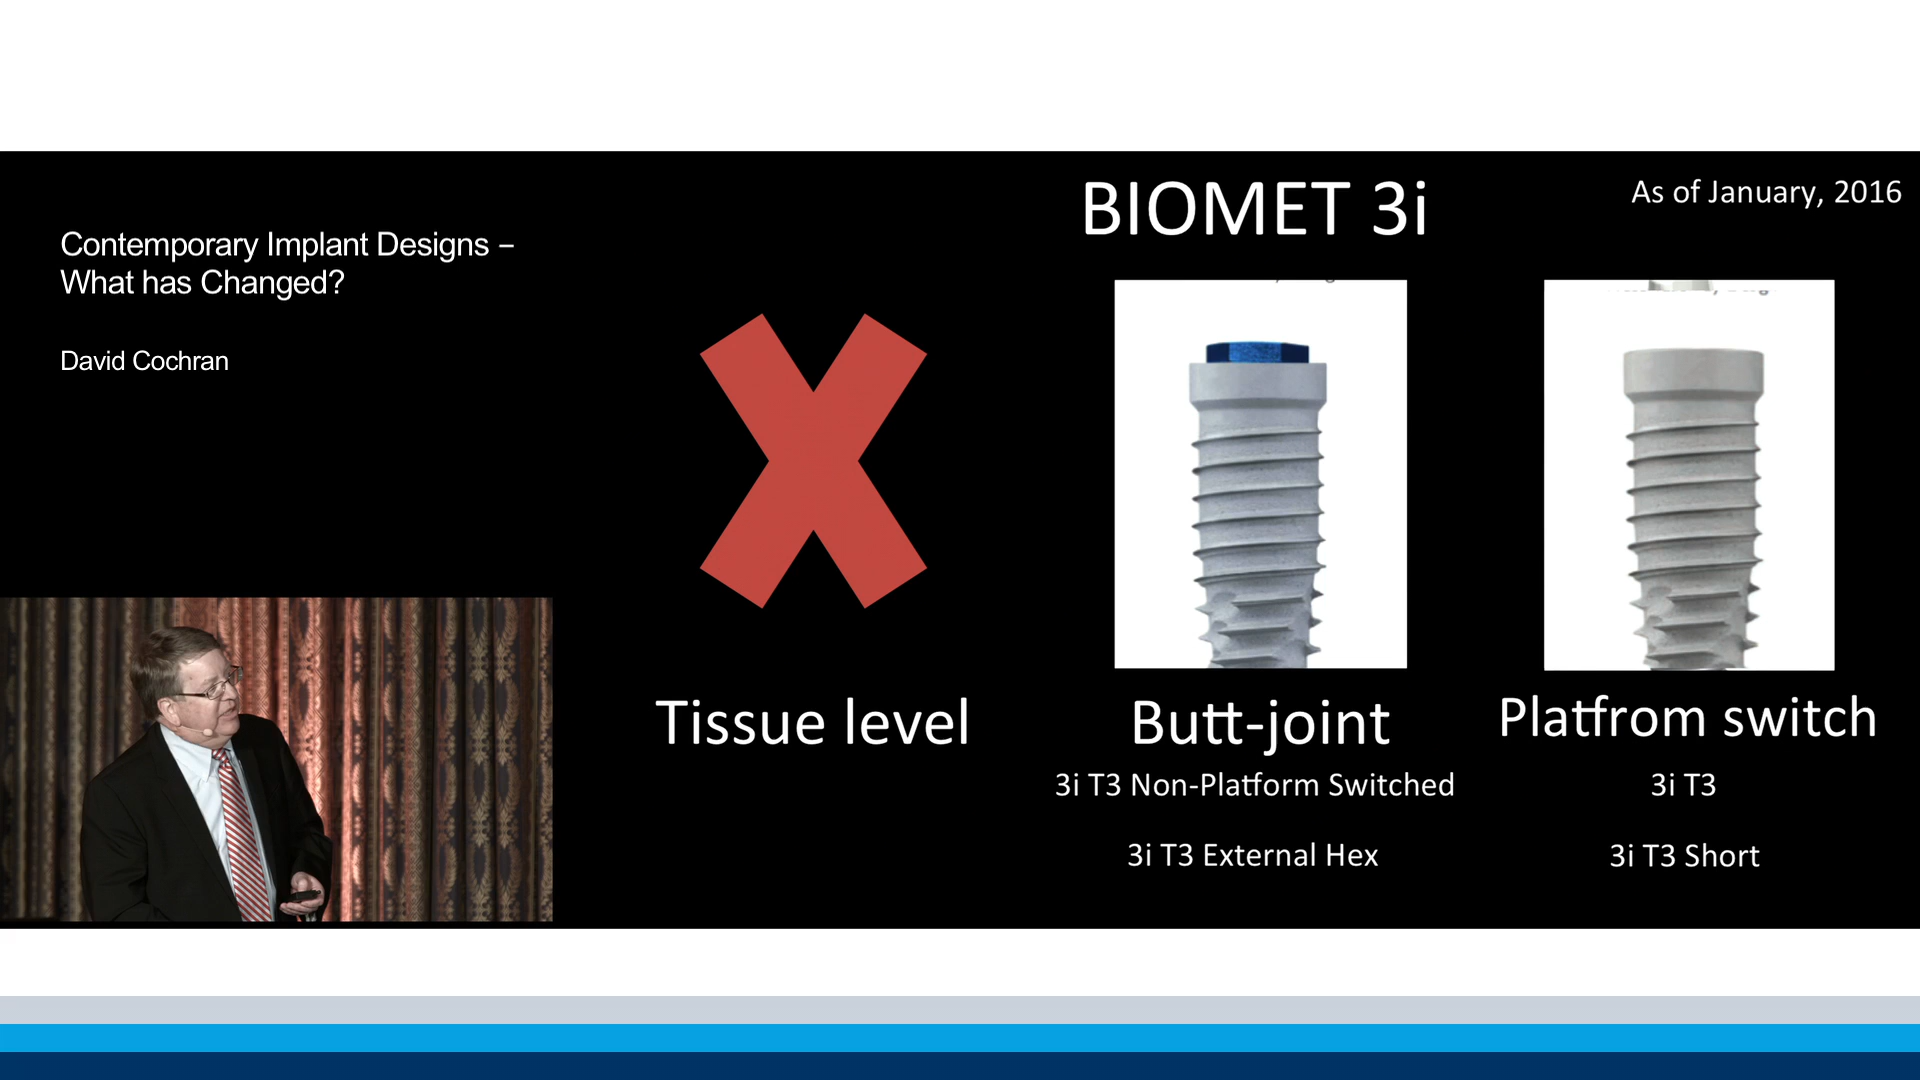 Contemporary Implant Designs –
What has Changed?
David Cochran
BIOMET 3i
As of January, 2016
Tissue level
Butt-joint
3i T3 Non-Platform Switched
3i T3 External Hex
Platfrom switch
3i T3
3i T3 Short